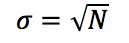 σ = √N